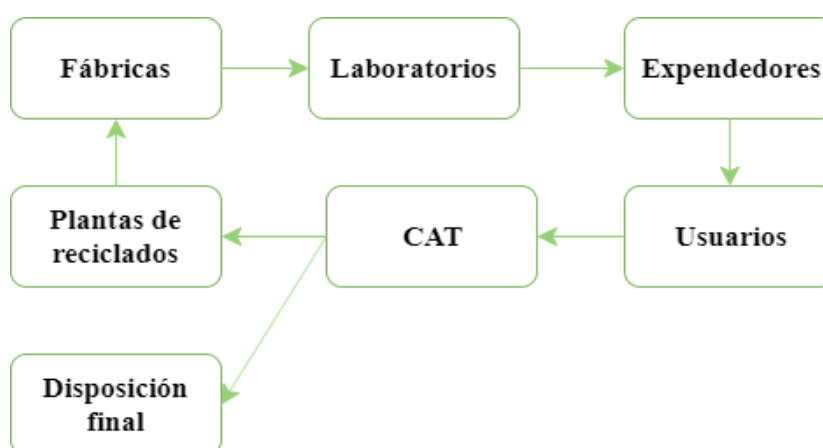 Fábricas
Laboratorios
Expendedores
Plantas de
reciclados
CAT
Usuarios
Disposición
final